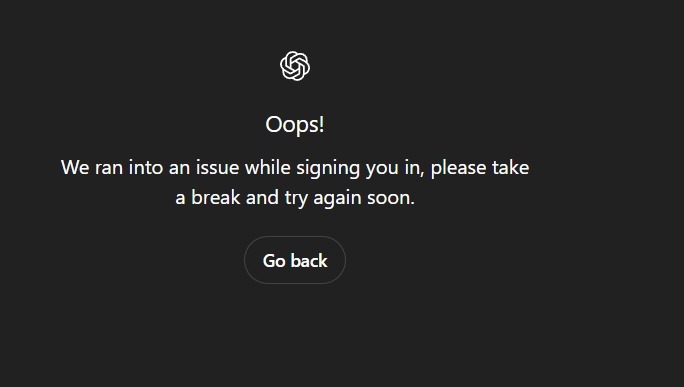 Oops!
We ran into an issue while signing you in, please take
a break and try again soon.
Go back